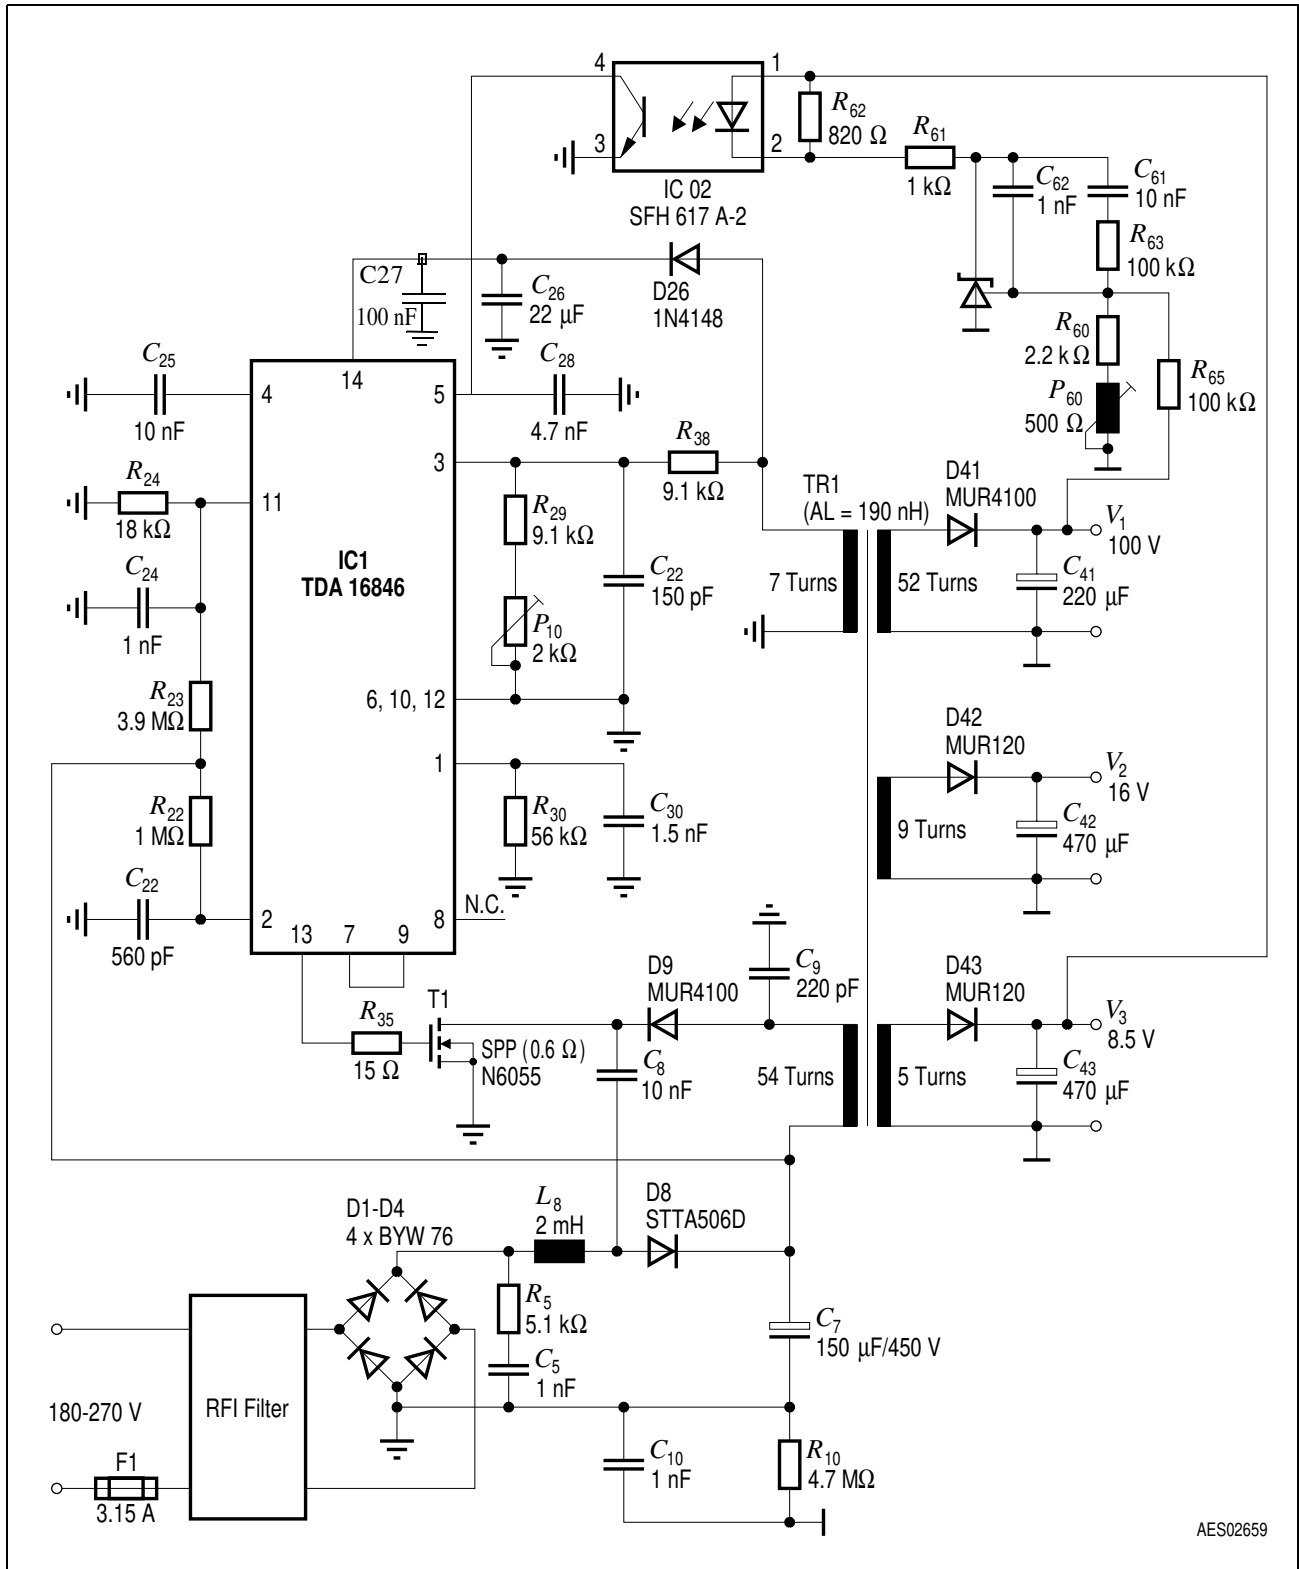 4
1
3
2
IC 02
SFH 617 A-2
R62
820 Ω
R61
1 kΩ
C62
1 nF
C61
10 nF
R63
100 kΩ
C27
100 nF
C26
22 µF
D26
1N4148
R60
2.2 kΩ
P60
500 Ω
R65
100 kΩ
C25
10 nF
4
14
5
C28
4.7 nF
R24
18 kΩ
11
3
R38
9.1 kΩ
R29
9.1 kΩ
TR1
(AL = 190 nH)
D41
MUR4100
V1
100 V
IC1
TDA 16846
C24
1 nF
C22
150 pF
P10
2 kΩ
7 Turns
52 Turns
C41
220 µF
R23
3.9 MΩ
6, 10, 12
D42
MUR120
V2
16 V
1
R22
1 MΩ
R30
56 kΩ
C30
1.5 nF
9 Turns
C42
470 µF
C22
560 pF
2
13
7
9
8
N.C.
D9
MUR4100
C9
220 pF
D43
MUR120
V3
8.5 V
R35
15 Ω
T1
SPP (0.6 Ω)
N6055
C8
10 nF
54 Turns
5 Turns
C43
470 µF
D1-D4
4 x BYW 76
L8
2 mH
D8
STTA506D
R5
5.1 kΩ
C5
1 nF
C7
150 µF/450 V
180-270 V
RFI Filter
F1
3.15 A
C10
1 nF
R10
4.7 MΩ
AES02659